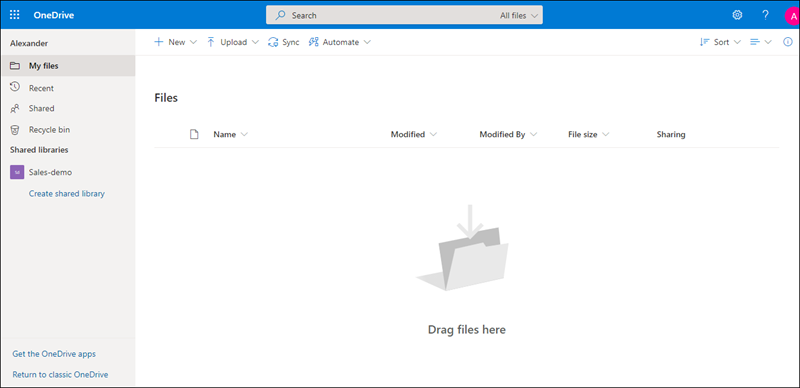 OneDrive
Search All files
A
Alexander
My files
Recent
Shared
Recycle bin
Shared libraries
Sales-demo
Create shared library
Get the OneDrive apps
Return to classic OneDrive
New Upload Sync Automate Sort
Files
Name Modified Modified By File size Sharing
Drag files here